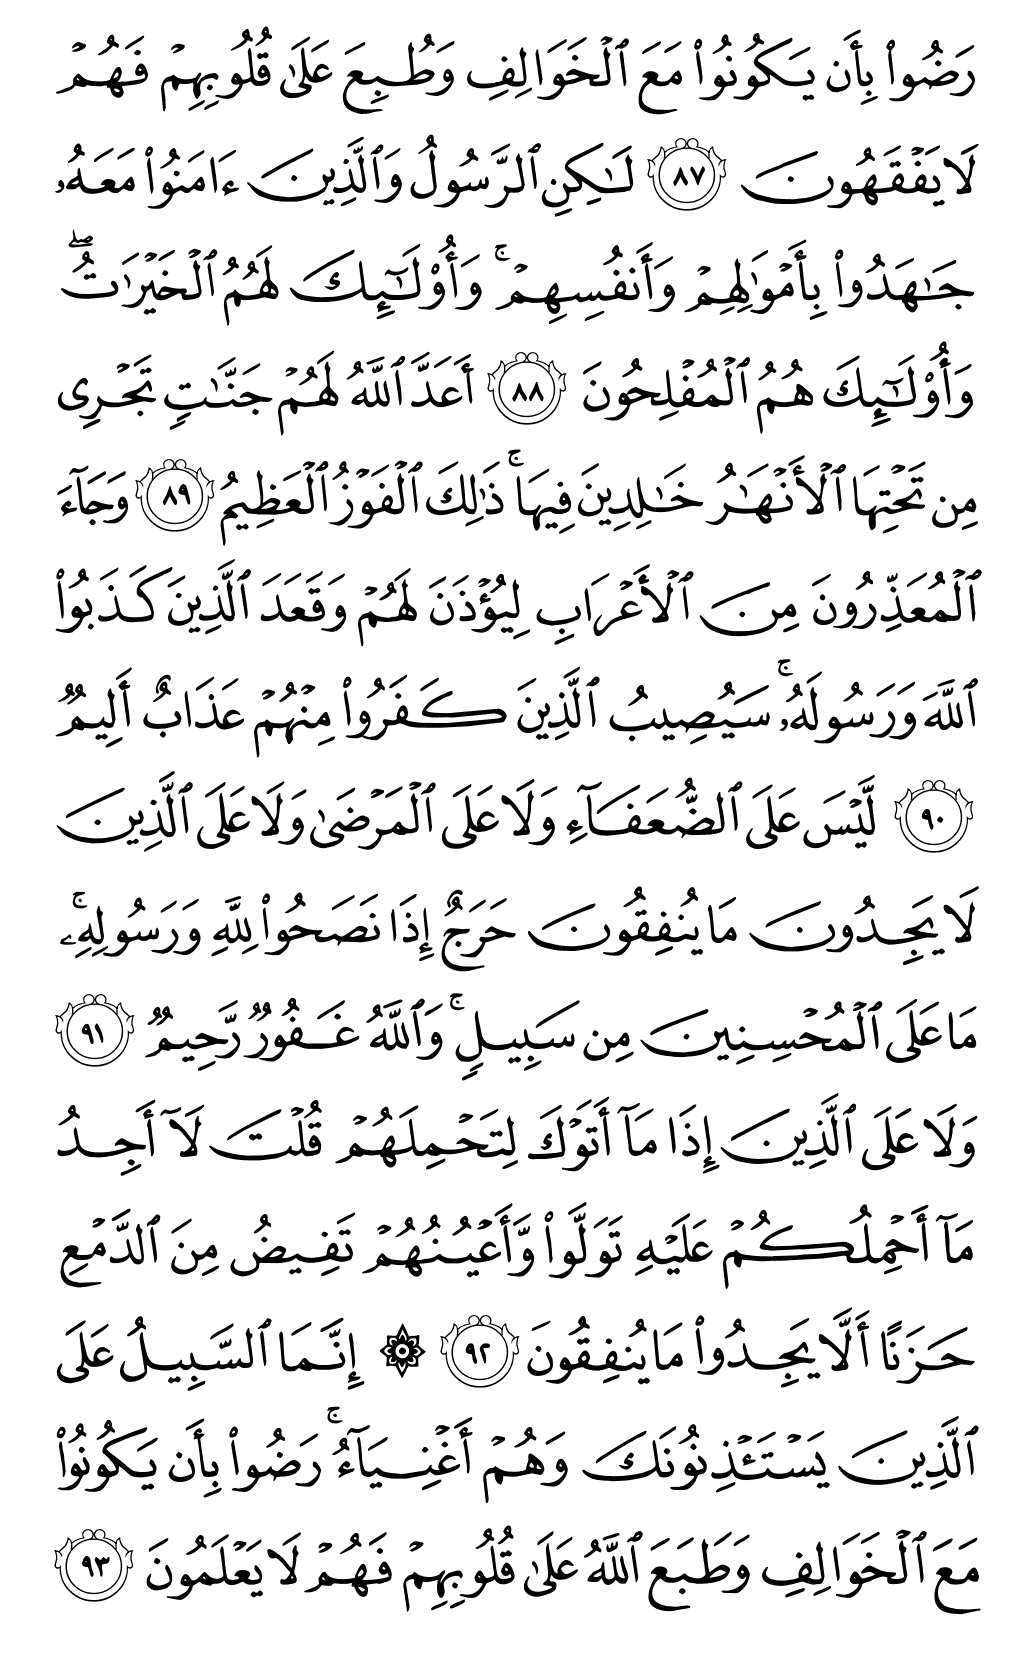 رَضُوا۟ بِأَن يَكُونُوا۟ مَعَ ٱلْخَوَالِفِ وَطُبِعَ عَلَىٰ قُلُوبِهِمْ فَهُمْ
لَا يَفْقَهُونَ ٨٧ لَـٰكِنِ ٱلرَّسُولُ وَٱلَّذِينَ ءَامَنُوا۟ مَعَهُۥ
جَـٰهَدُوا۟ بِأَمْوَٰلِهِمْ وَأَنفُسِهِمْ ۚ وَأُو۟لَـٰٓئِكَ لَهُمُ ٱلْخَيْرَٰتُ ۖ
وَأُو۟لَـٰٓئِكَ هُمُ ٱلْمُفْلِحُونَ ٨٨ أَعَدَّ ٱللَّهُ لَهُمْ جَنَّـٰتٍ تَجْرِى
مِن تَحْتِهَا ٱلْأَنْهَـٰرُ خَـٰلِدِينَ فِيهَا ۚ ذَٰلِكَ ٱلْفَوْزُ ٱلْعَظِيمُ ٨٩ وَجَآءَ
ٱلْمُعَذِّرُونَ مِنَ ٱلْأَعْرَابِ لِيُؤْذَنَ لَهُمْ وَقَعَدَ ٱلَّذِينَ كَذَبُوا۟
ٱللَّهَ وَرَسُولَهُۥ ۚ سَيُصِيبُ ٱلَّذِينَ كَفَرُوا۟ مِنْهُمْ عَذَابٌ أَلِيمٌ
٩٠ لَّيْسَ عَلَى ٱلضُّعَفَآءِ وَلَا عَلَى ٱلْمَرْضَىٰ وَلَا عَلَى ٱلَّذِينَ
لَا يَجِدُونَ مَا يُنفِقُونَ حَرَجٌ إِذَا نَصَحُوا۟ لِلَّهِ وَرَسُولِهِۦ ۚ
مَا عَلَى ٱلْمُحْسِنِينَ مِن سَبِيلٍ ۚ وَٱللَّهُ غَفُورٌ رَّحِيمٌ ٩١
وَلَا عَلَى ٱلَّذِينَ إِذَا مَآ أَتَوْكَ لِتَحْمِلَهُمْ قُلْتَ لَآ أَجِدُ
مَآ أَحْمِلُكُمْ عَلَيْهِ تَوَلَّوا۟ وَّأَعْيُنُهُمْ تَفِيضُ مِنَ ٱلدَّمْعِ
حَزَنًا أَلَّا يَجِدُوا۟ مَا يُنفِقُونَ ٩٢ ۞ إِنَّمَا ٱلسَّبِيلُ عَلَى
ٱلَّذِينَ يَسْتَـْٔذِنُونَكَ وَهُمْ أَغْنِيَآءُ ۚ رَضُوا۟ بِأَن يَكُونُوا۟
مَعَ ٱلْخَوَالِفِ وَطَبَعَ ٱللَّهُ عَلَىٰ قُلُوبِهِمْ فَهُمْ لَا يَعْلَمُونَ ٩٣